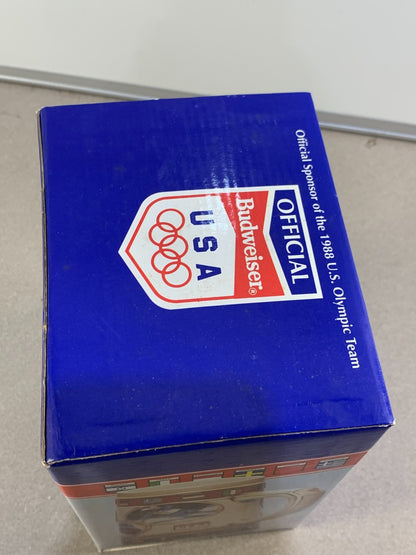 Official Sponsor of the 1988 U.S. Olympic Team
OFFICIAL
Budweiser®
USA